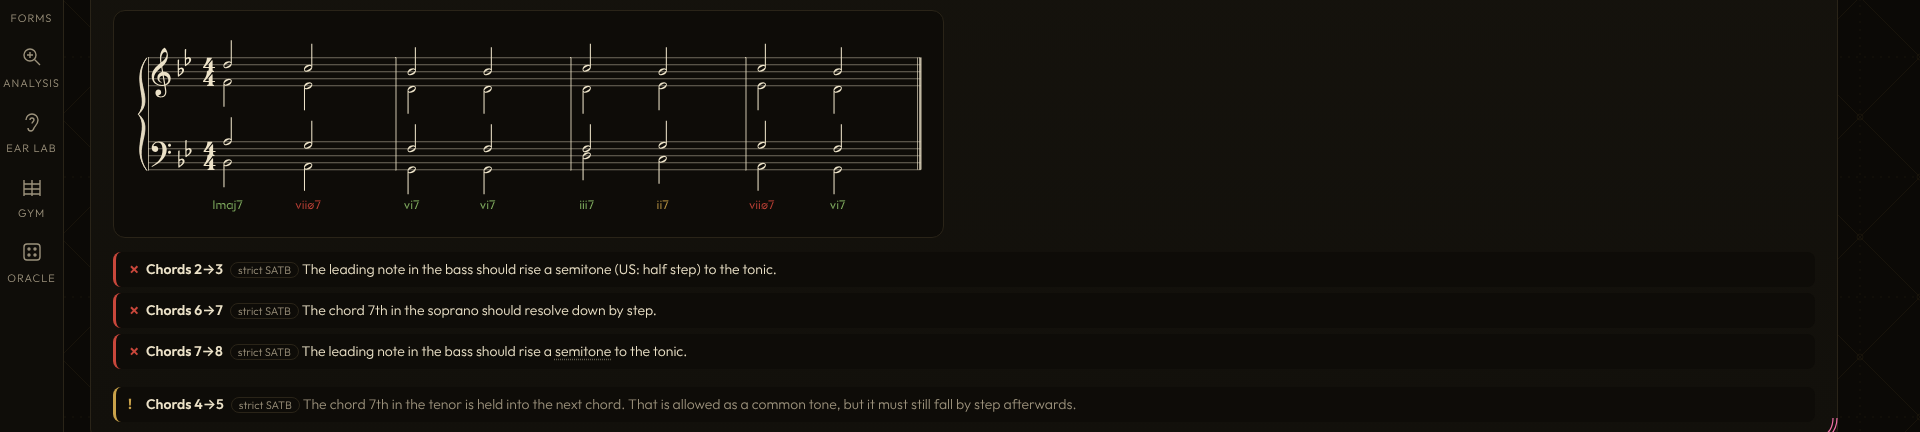 FORMS
ANALYSIS
EAR LAB
GYM
ORACLE
4
4
4
4
Imaj7 viiø7 vi7 vi7 iii7 ii7 viiø7 vi7
× Chords 2→3 strict SATB The leading note in the bass should rise a semitone (US: half step) to the tonic.
× Chords 6→7 strict SATB The chord 7th in the soprano should resolve down by step.
× Chords 7→8 strict SATB The leading note in the bass should rise a semitone to the tonic.
! Chords 4→5 strict SATB The chord 7th in the tenor is held into the next chord. That is allowed as a common tone, but it must still fall by step afterwards.